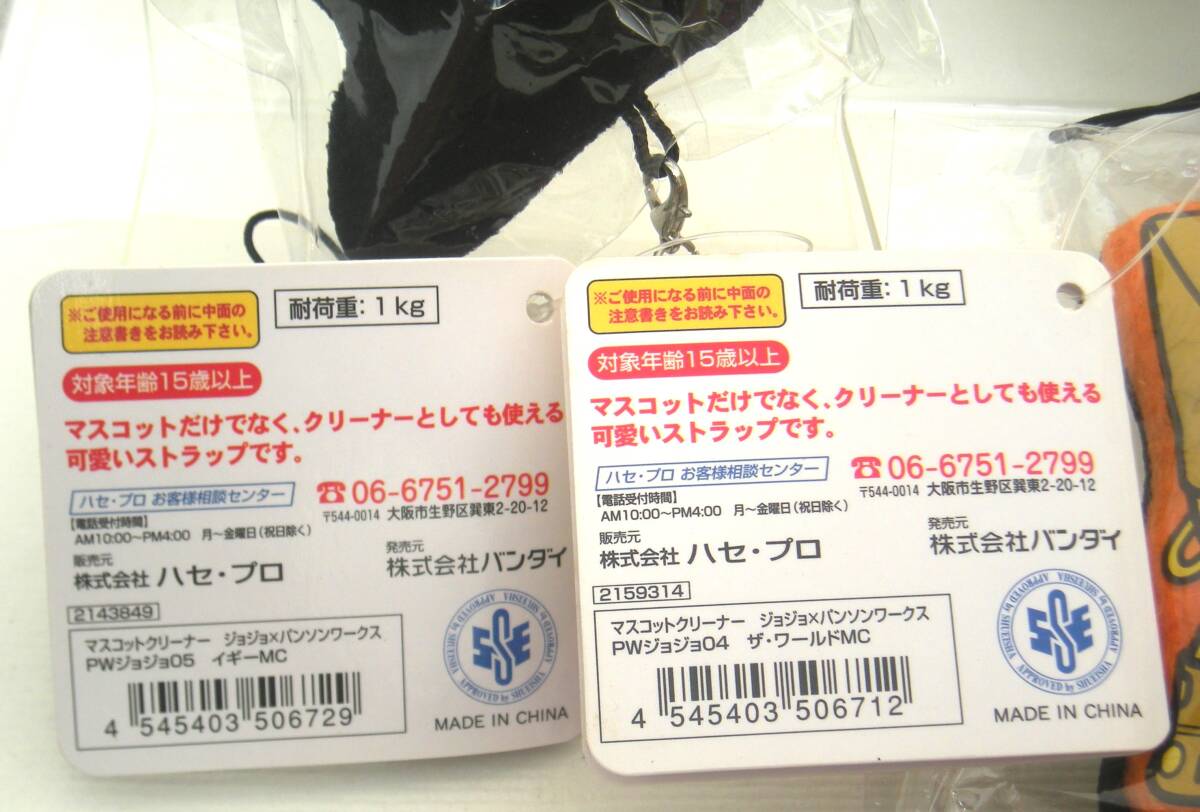 ※ご使用になる前に中面の
注意書きをお読み下さい。
耐荷重：1kg
対象年齢15歳以上
マスコットだけでなく、クリーナーとしても使える
可愛いストラップです。
ハセ・プロ お客様相談センター
☎06-6751-2799
【電話受付時間】
〒544-0014 大阪市生野区巽東2-20-12
AM10:00～PM4:00 月～金曜日(祝日除く)
販売元
株式会社 ハセ・プロ
発売元
株式会社バンダイ
2143849
マスコットクリーナー ジョジョ×バンソンワークス
PWジョジョ05 イギーMC
4 545403 506729
APPROVED by SHUEISHA
MADE IN CHINA
※ご使用になる前に中面の
注意書きをお読み下さい。
耐荷重：1kg
対象年齢15歳以上
マスコットだけでなく、クリーナーとしても使える
可愛いストラップです。
ハセ・プロ お客様相談センター
☎06-6751-2799
【電話受付時間】
〒544-0014 大阪市生野区巽東2-20-12
AM10:00～PM4:00 月～金曜日(祝日除く)
販売元
株式会社 ハセ・プロ
発売元
株式会社バンダイ
2159314
マスコットクリーナー ジョジョ×バンソンワークス
PWジョジョ04 ザ・ワールドMC
4 545403 506712
APPROVED by SHUEISHA
MADE IN CHINA